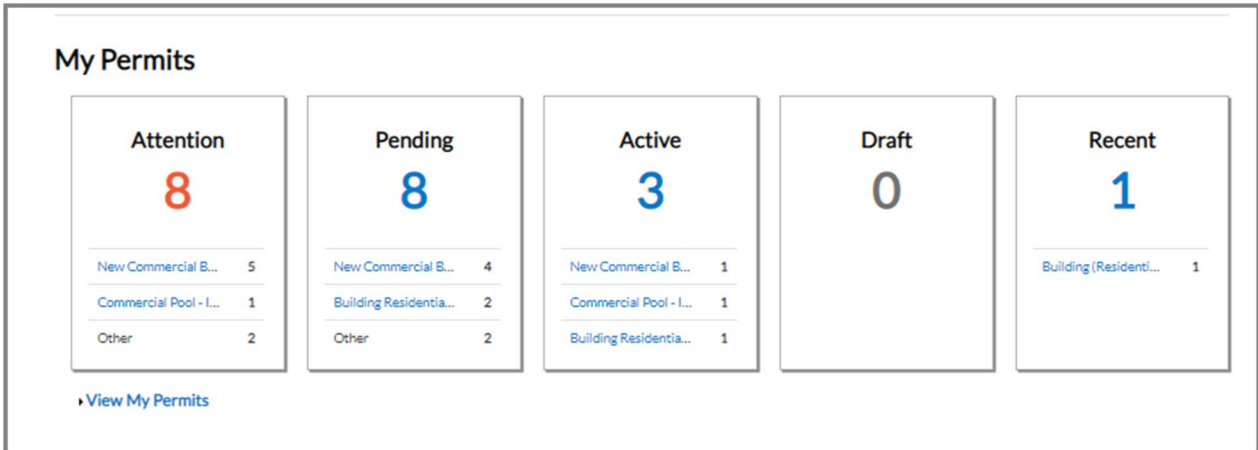 My Permits
Attention
8
New Commercial B... 5
Commercial Pool - I... 1
Other 2
Pending
8
New Commercial B... 4
Building Residentia... 2
Other 2
Active
3
New Commercial B... 1
Commercial Pool - I... 1
Building Residentia... 1
Draft
0
Recent
1
Building (Residenti... 1
View My Permits